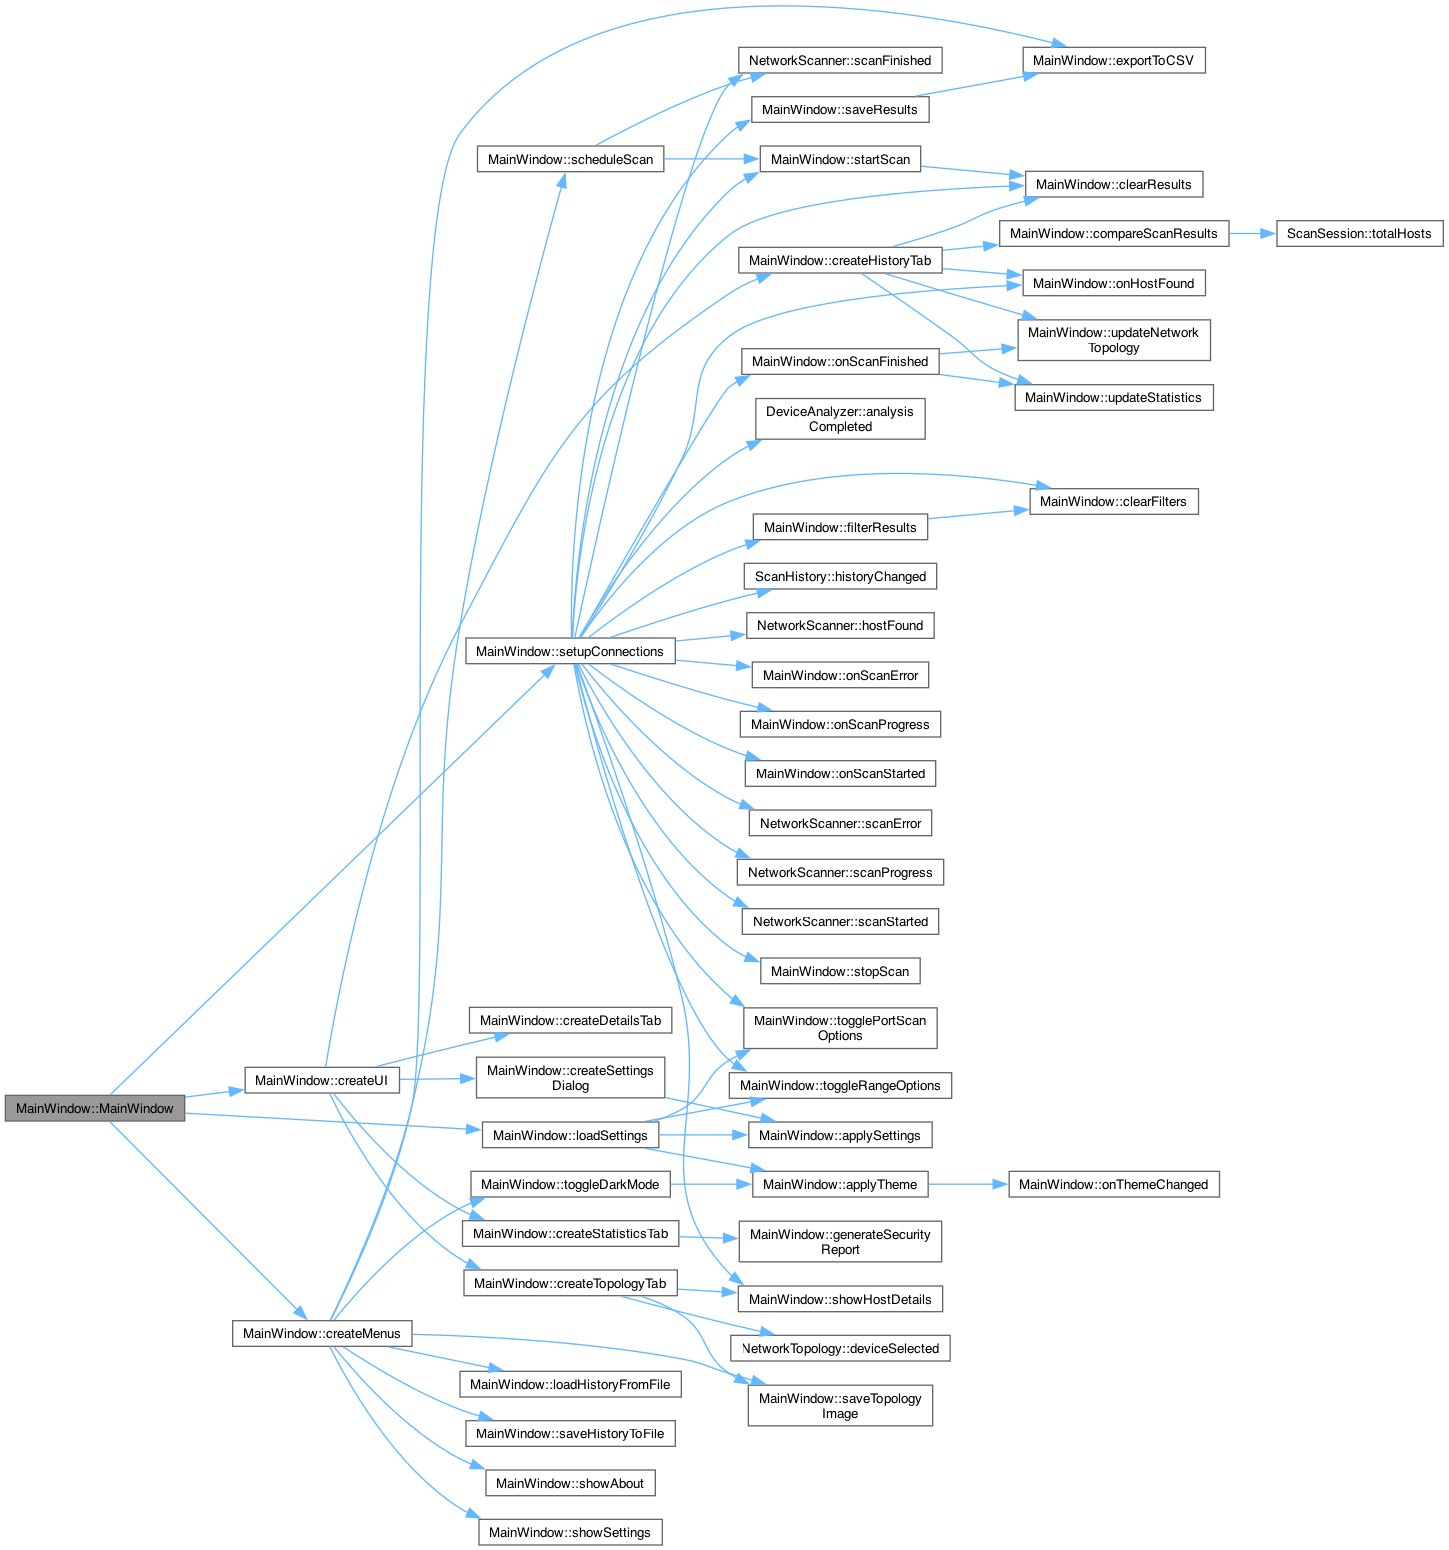 NetworkScanner::scanFinished
MainWindow::exportToCSV
MainWindow::saveResults
MainWindow::scheduleScan
MainWindow::startScan
MainWindow::clearResults
MainWindow::compareScanResults
ScanSession::totalHosts
MainWindow::createHistoryTab
MainWindow::onHostFound
MainWindow::updateNetwork
Topology
MainWindow::onScanFinished
MainWindow::updateStatistics
DeviceAnalyzer::analysis
Completed
MainWindow::clearFilters
MainWindow::filterResults
ScanHistory::historyChanged
NetworkScanner::hostFound
MainWindow::setupConnections
MainWindow::onScanError
MainWindow::onScanProgress
MainWindow::onScanStarted
NetworkScanner::scanError
NetworkScanner::scanProgress
NetworkScanner::scanStarted
MainWindow::stopScan
MainWindow::createDetailsTab
MainWindow::togglePortScan
Options
MainWindow::createSettings
Dialog
MainWindow::createUI
MainWindow::toggleRangeOptions
MainWindow::MainWindow
MainWindow::loadSettings
MainWindow::applySettings
MainWindow::toggleDarkMode
MainWindow::applyTheme
MainWindow::onThemeChanged
MainWindow::createStatisticsTab
MainWindow::generateSecurity
Report
MainWindow::createTopologyTab
MainWindow::showHostDetails
MainWindow::createMenus
NetworkTopology::deviceSelected
MainWindow::loadHistoryFromFile
MainWindow::saveTopology
Image
MainWindow::saveHistoryToFile
MainWindow::showAbout
MainWindow::showSettings